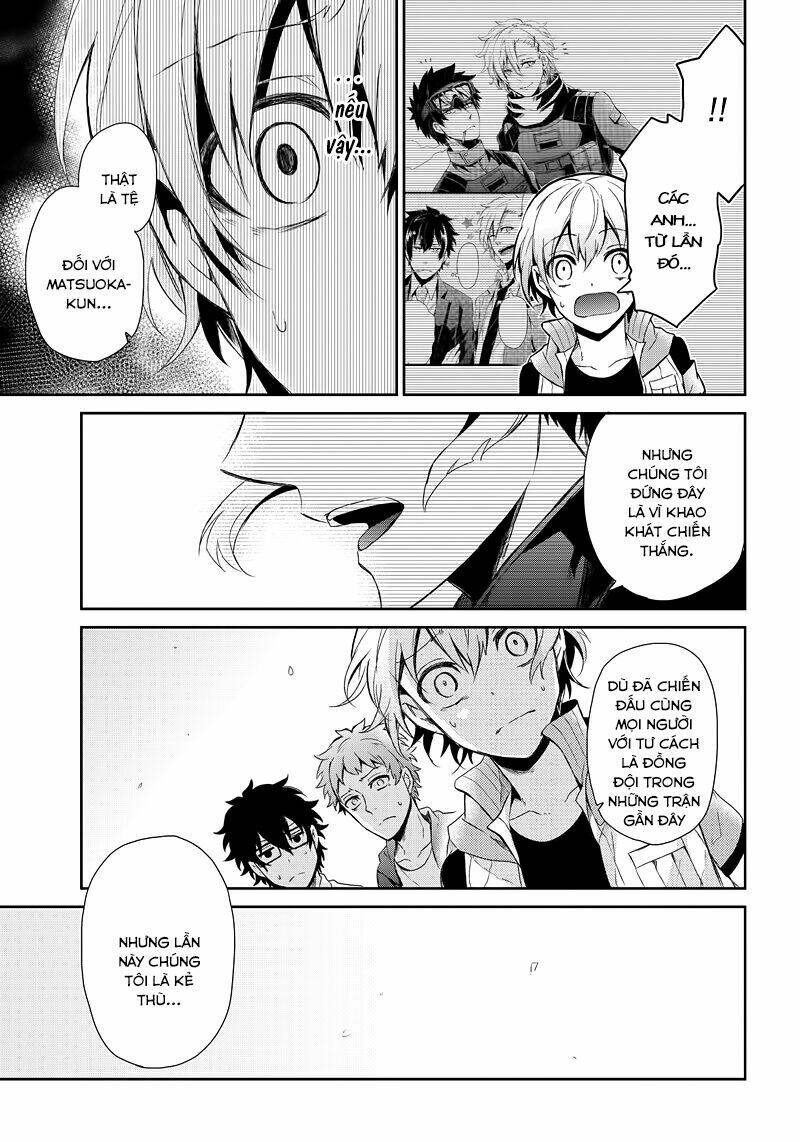 !!
CÁC
ANH...
TỪ LẦN
ĐÓ...
...
nếu
vậy...
THẬT
LÀ TỆ
ĐỐI VỚI
MATSUOKA-
KUN...
NHƯNG
CHÚNG TÔI
ĐỨNG ĐÂY
LÀ VÌ KHAO
KHÁT CHIẾN
THẮNG.
DÙ ĐÃ CHIẾN
ĐẤU CÙNG
MỌI NGƯỜI
VỚI TƯ CÁCH
LÀ ĐỒNG
ĐỘI TRONG
NHỮNG TRẬN
GẦN ĐÂY
NHƯNG LẦN
NÀY CHÚNG
TÔI LÀ KẺ
THÙ...